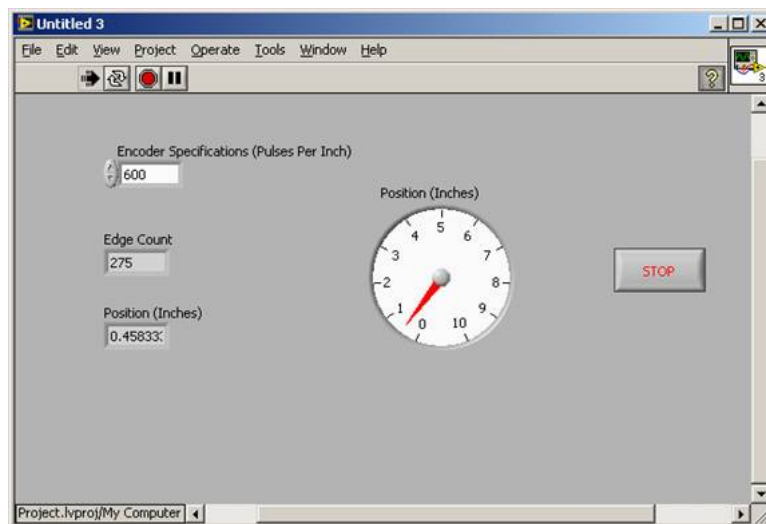 Untitled 3
File Edit View Project Operate Tools Window Help
3
Encoder Specifications (Pulses Per Inch)
600
Position (Inches)
Edge Count
275
Position (Inches)
0.45833
0
1
2
3
4
5
6
7
8
9
10
STOP
Project.lvproj/My Computer